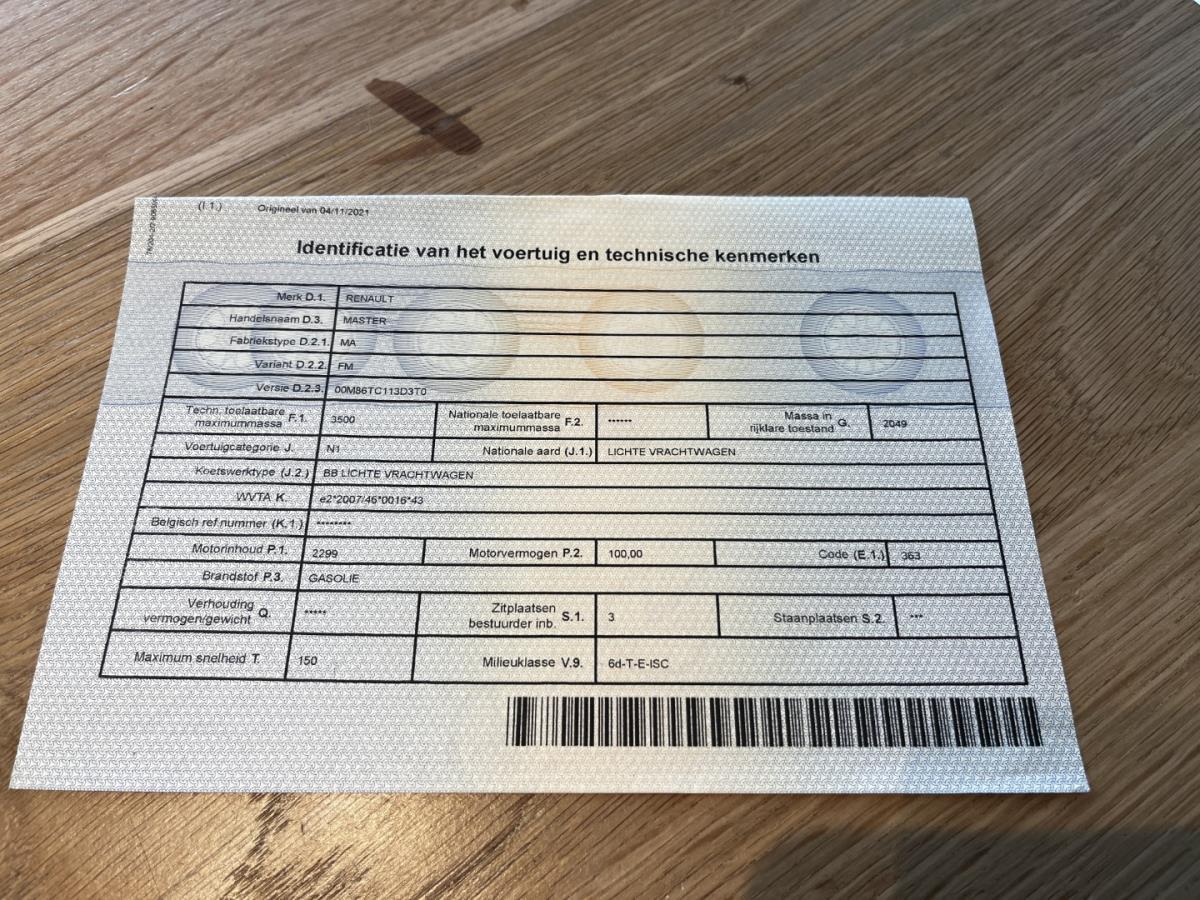 (I.1.) Origineel van 04/11/2021
Identificatie van het voertuig en technische kenmerken
Merk D.1. RENAULT
Handelsnaam D.3. MASTER
Fabriekstype D.2.1. MA
Variant D.2.2. FM
Versie D.2.3. 00M86TC113D3T0
Techn. toelaatbare maximummassa F.1. 3500 Nationale toelaatbare maximummassa F.2. ****** Massa in rijklare toestand G. 2049
Voertuigcategorie J. N1 Nationale aard (J.1.) LICHTE VRACHTWAGEN
Koetswerktype (J.2.) BB LICHTE VRACHTWAGEN
WVTA K. e2*2007/46*0016*43
Belgisch ref.nummer (K.1.) ********
Motorinhoud P.1. 2299 Motorvermogen P.2. 100,00 Code (E.1.) 363
Brandstof P.3. GASOLIE
Verhouding vermogen/gewicht Q. ***** Zitplaatsen bestuurder inb. S.1. 3 Staanplaatsen S.2. ***
Maximum snelheid T. 150 Milieuklasse V.9. 6d-T-E-ISC